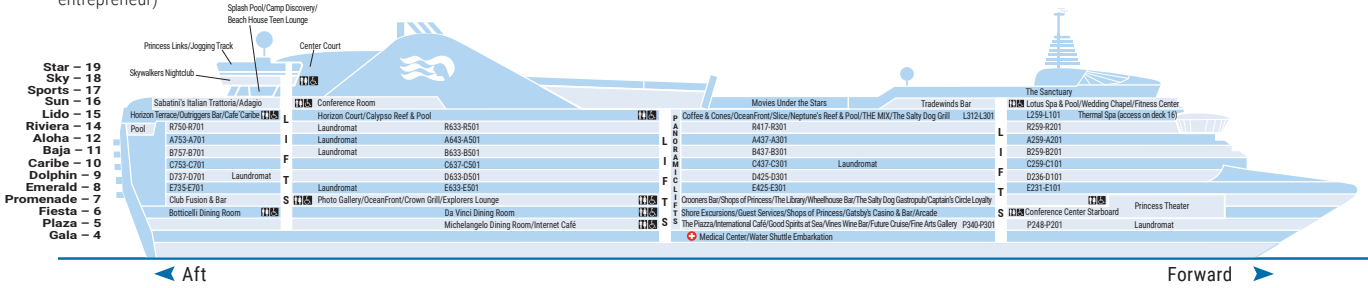 entrepreneur)
Splash Pool/Camp Discovery/
Beach House Teen Lounge
Princess Links/Jogging Track
Center Court
Skywalkers Nightclub
Star – 19
Sky – 18
Sports – 17
Sun – 16
Lido – 15
Riviera – 14
Aloha – 12
Baja – 11
Caribe – 10
Dolphin – 9
Emerald – 8
Promenade – 7
Fiesta – 6
Plaza – 5
Gala – 4
The Sanctuary
Sabatini's Italian Trattoria/Adagio
Conference Room
Movies Under the Stars
Tradewinds Bar
Lotus Spa & Pool/Wedding Chapel/Fitness Center
Horizon Terrace/Outriggers Bar/Cafe' Caribe
Horizon Court/Calypso Reef & Pool
Coffee & Cones/OceanFront/Slice/Neptune's Reef & Pool/THE MIX/The Salty Dog Grill L312-L301
L259-L101 Thermal Spa (access on deck 16)
Pool R750-R701 Laundromat R633-R501 R417-R301 R259-R201
A753-A701 Laundromat A643-A501 A437-A301 A259-A201
B757-B701 Laundromat B633-B501 B437-B301 B259-B201
C753-C701 C637-C501 C437-C301 Laundromat C259-C101
D737-D701 Laundromat D633-D501 D425-D301 D236-D101
E735-E701 Laundromat E633-E501 E425-E301 E231-E101
Club Fusion & Bar
Photo Gallery/OceanFront/Crown Grill/Explorers Lounge
Crooners Bar/Shops of Princess/The Library/Wheelhouse Bar/The Salty Dog Gastropub/Captain's Circle Loyalty
Princess Theater
Botticelli Dining Room
Da Vinci Dining Room
Shore Excursions/Guest Services/Shops of Princess/Gatsby's Casino & Bar/Arcade
Conference Center Starboard
Michelangelo Dining Room/Internet Café
The Piazza/International Café/Good Spirits at Sea/Vines Wine Bar/Future Cruise/Fine Arts Gallery P340-P301
P248-P201 Laundromat
Medical Center/Water Shuttle Embarkation
LIFTS
LIFTS
PANORAMIC LIFTS
LIFTS
Aft
Forward